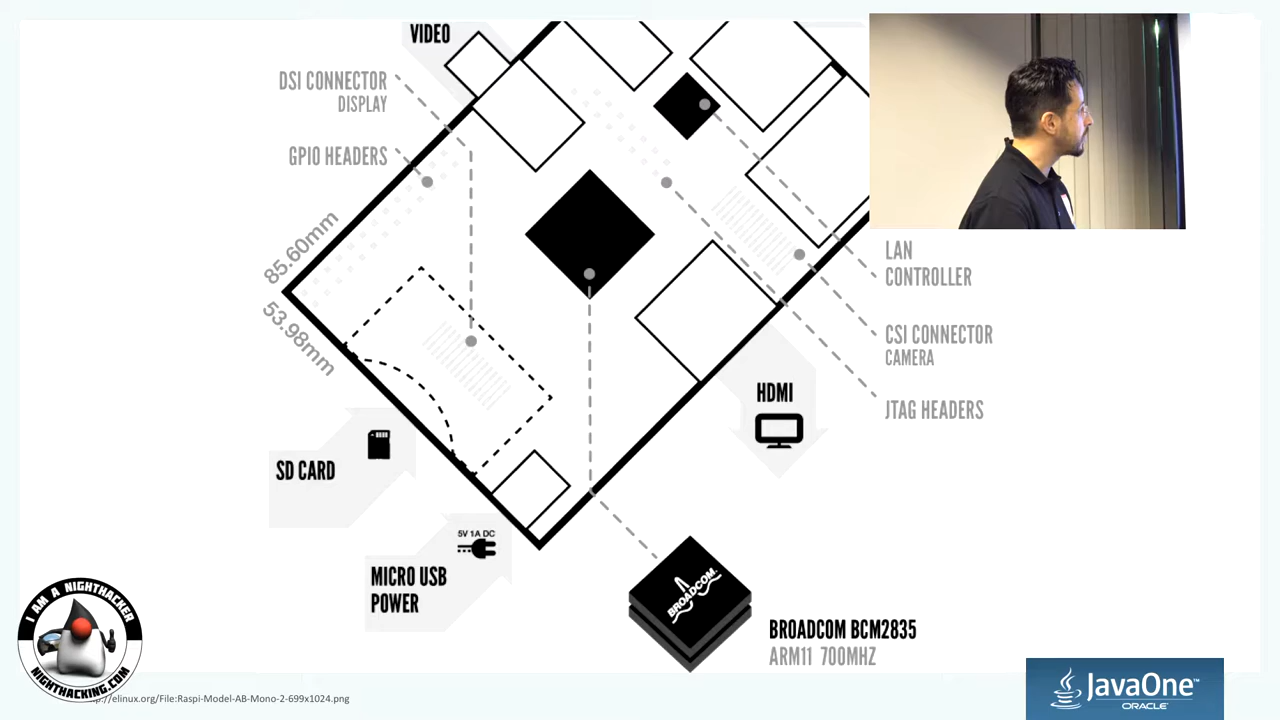 VIDEO
DSI CONNECTOR
DISPLAY
GPIO HEADERS
85.60mm
53.98mm
LAN
CONTROLLER
CSI CONNECTOR
CAMERA
JTAG HEADERS
HDMI
SD CARD
5V 1A DC
MICRO USB
POWER
BROADCOM.
BROADCOM BCM2835
ARM11 700MHZ
I AM A NIGHTHACKER
NIGHTHACKING.COM
p://elinux.org/File:Raspi-Model-AB-Mono-2-699x1024.png
JavaOne™
ORACLE